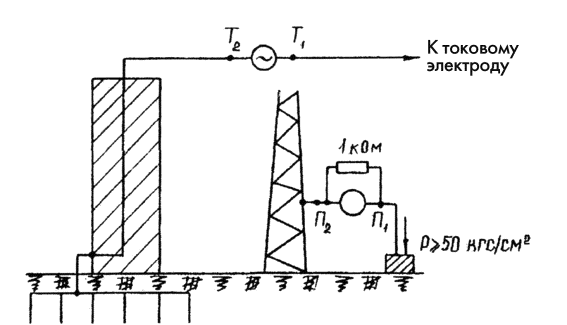 T₂
T₁
К токовому
электроду
1 кОм
П₂
П₁
P⩾50 кгс/см²